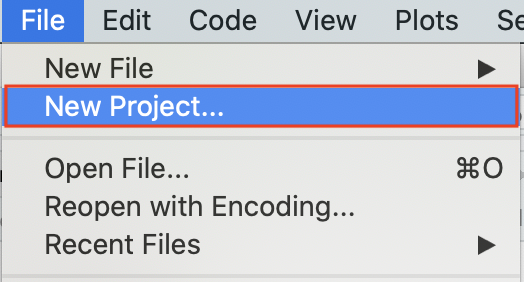 File Edit Code View Plots Se
New File ▶
New Project...
Open File... ⌘O
Reopen with Encoding...
Recent Files ▶